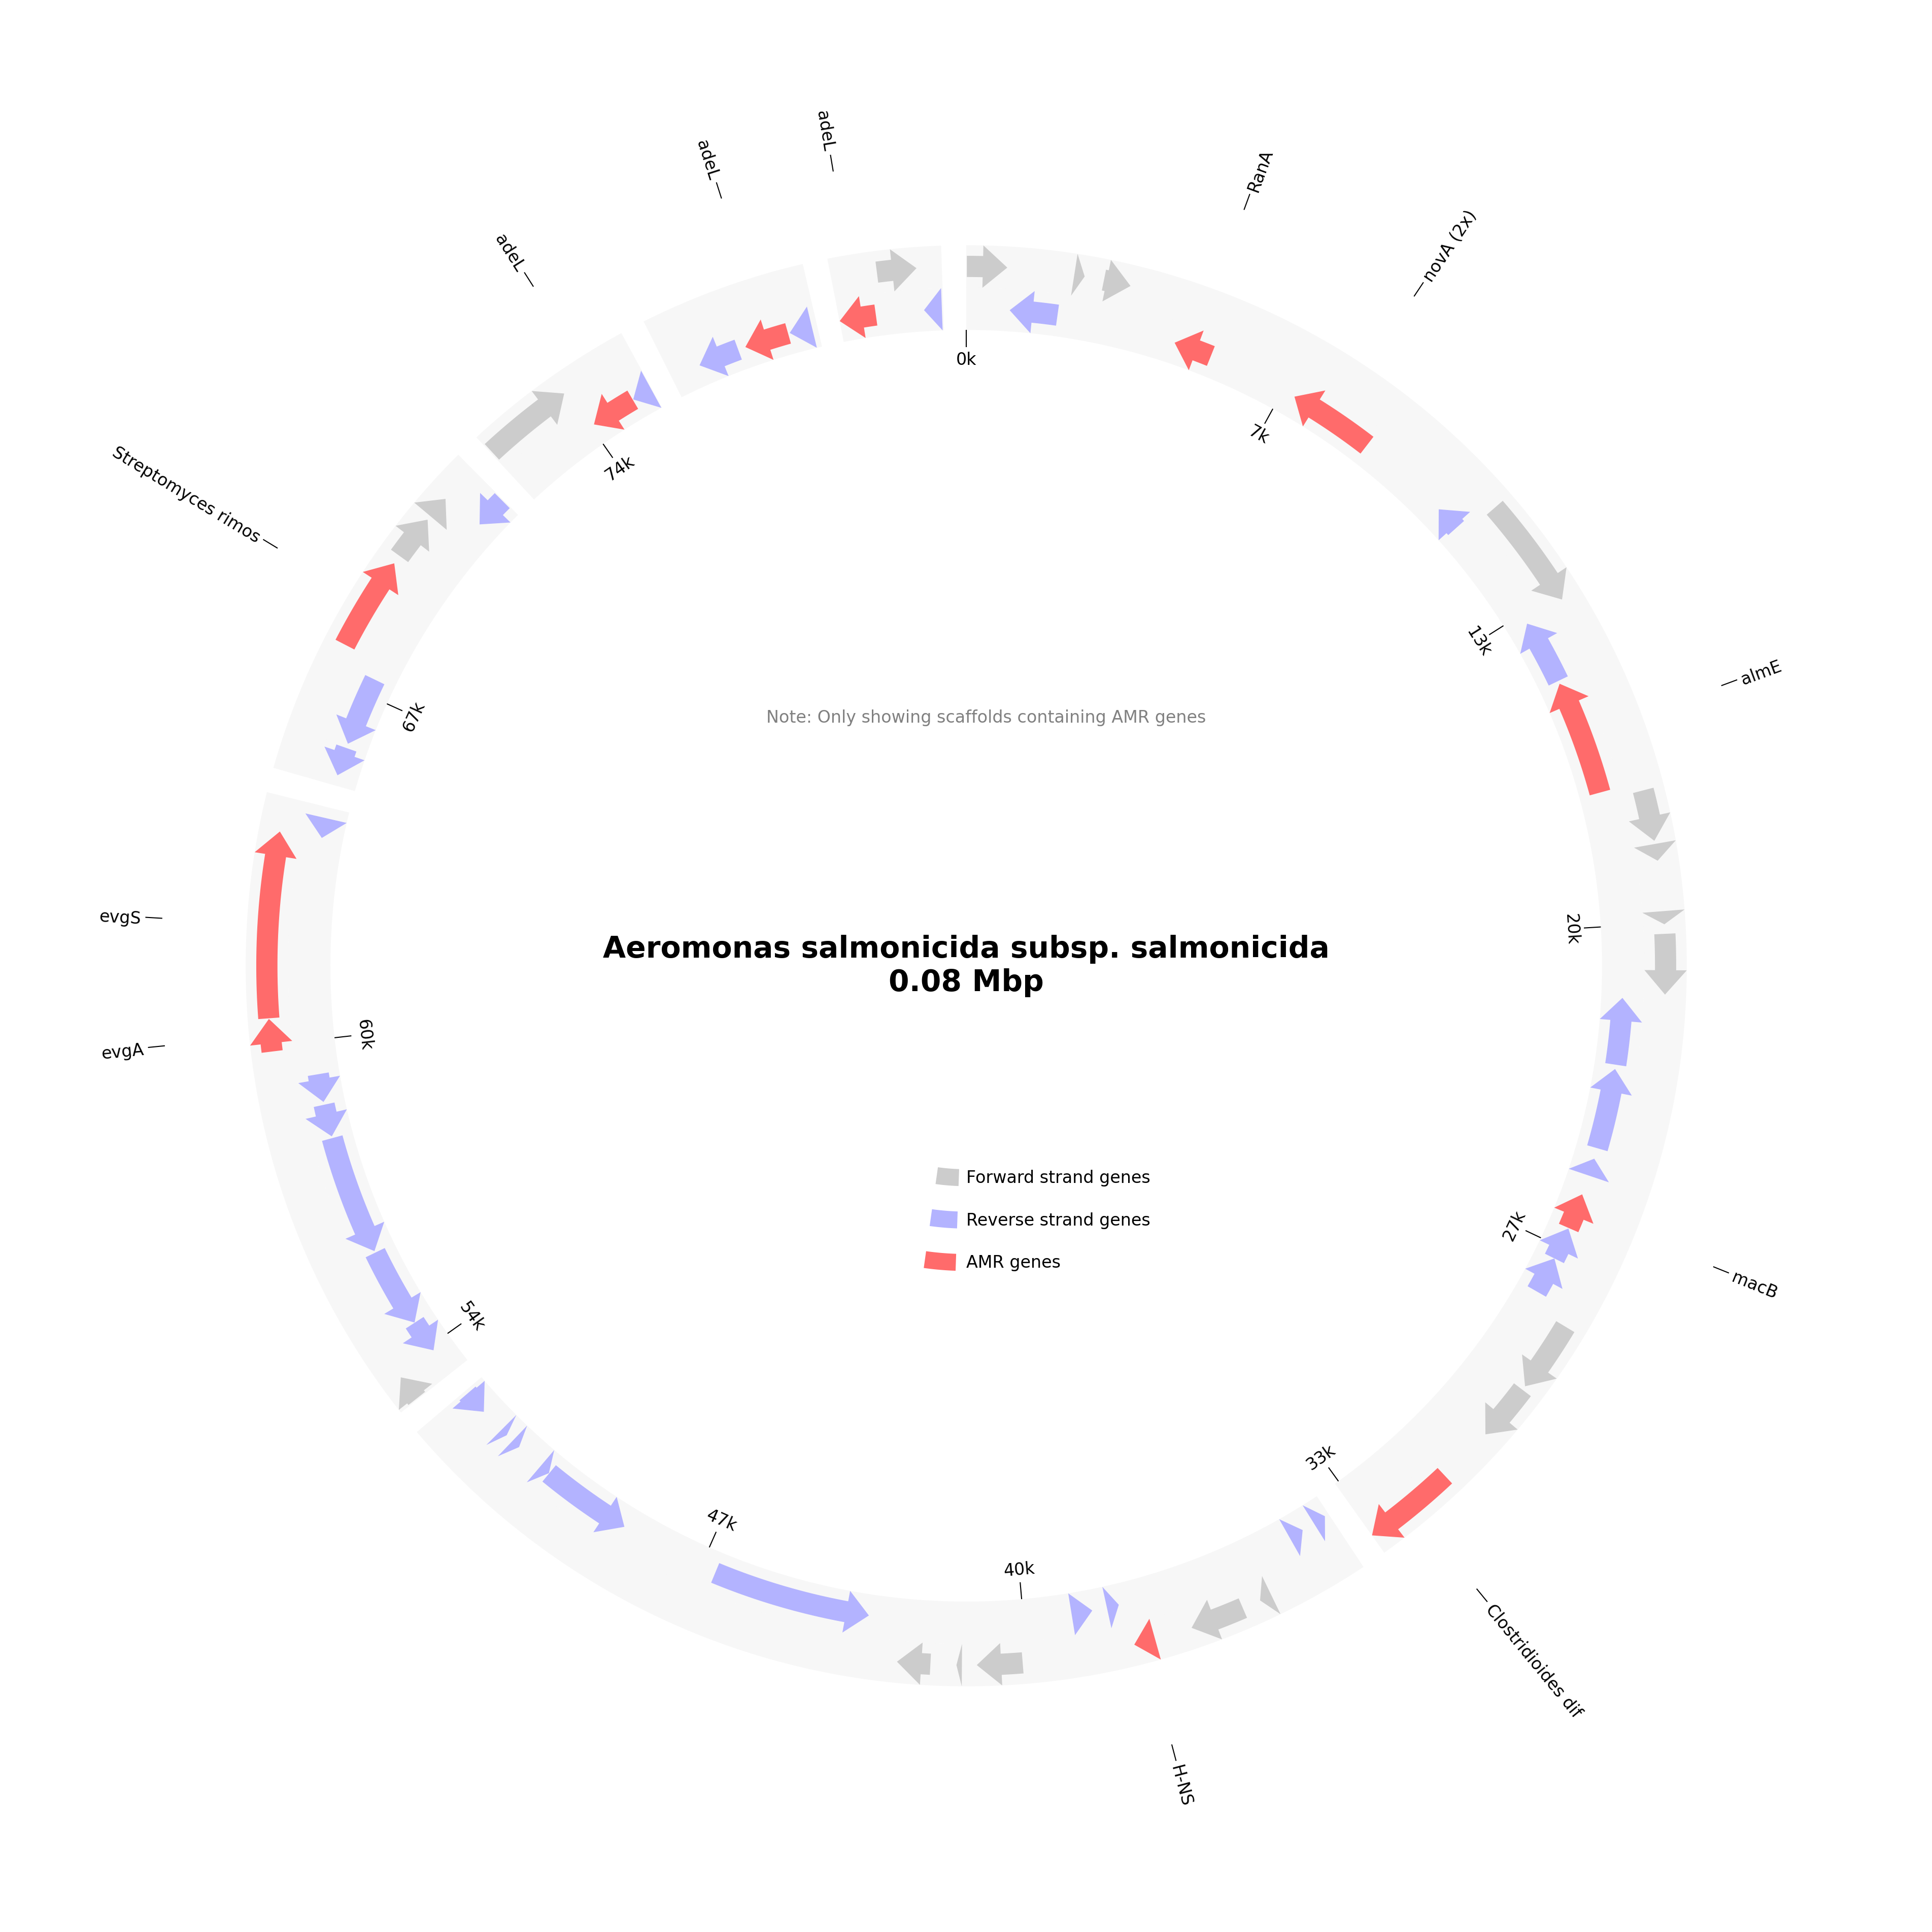 adeL
adeL
RanA
novA (2x)
adeL
0k
7k
Streptomyces rimos
74k
13k
almE
67k
Note: Only showing scaffolds containing AMR genes
evgS
20k
Aeromonas salmonicida subsp. salmonicida
0.08 Mbp
60k
evgA
Forward strand genes
Reverse strand genes
AMR genes
27k
macB
54k
33k
47k
40k
Clostridioides dif
H-NS